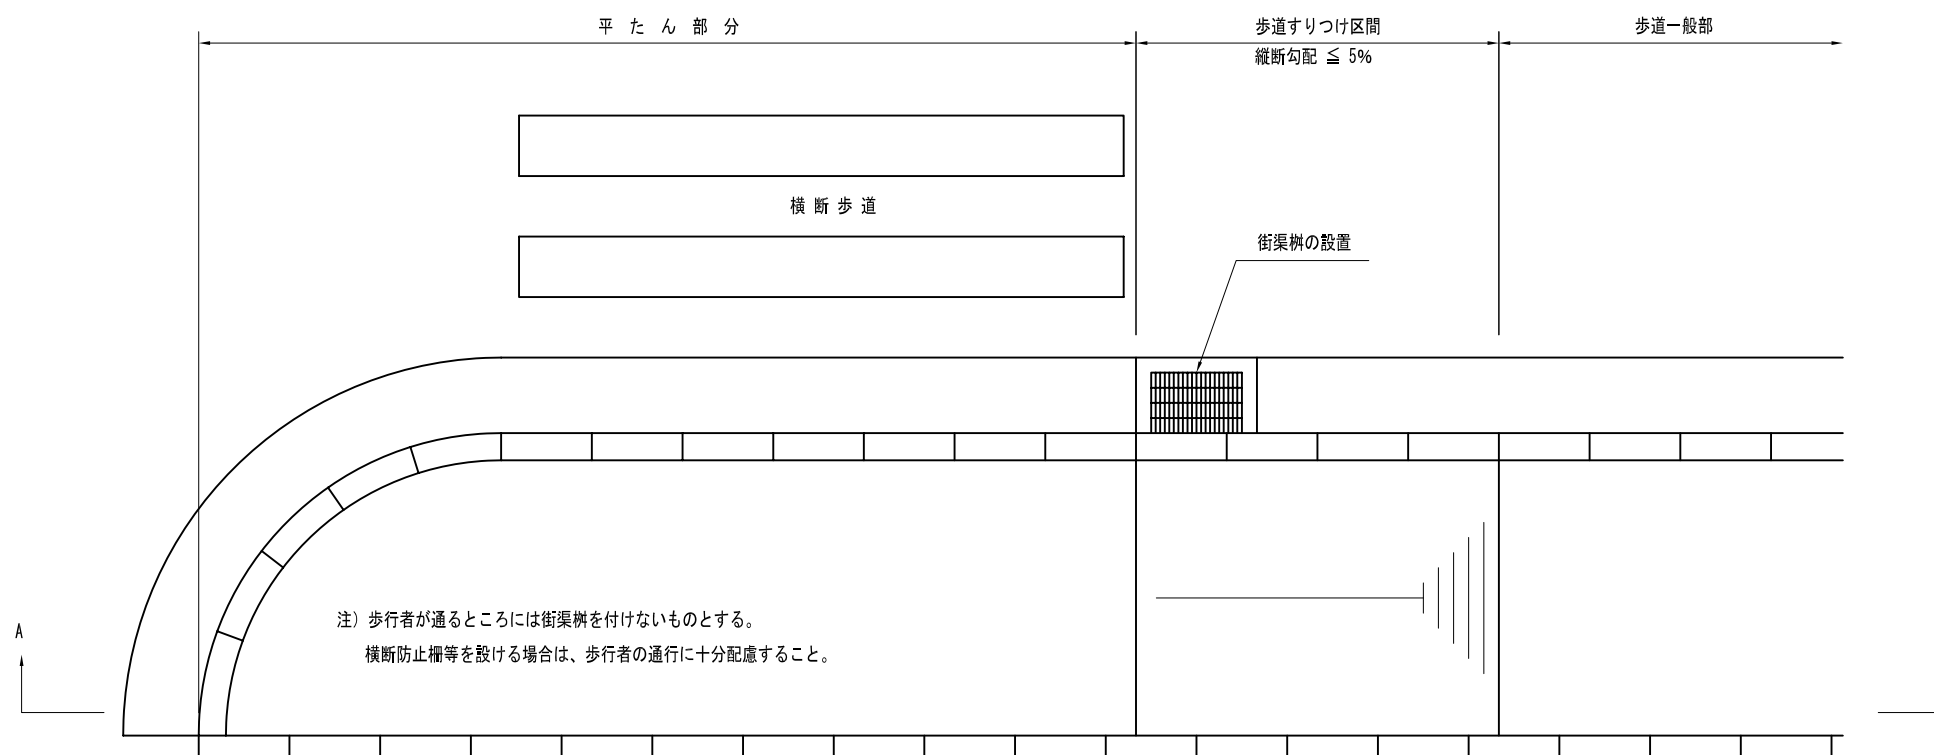 平たん部分
歩道すりつけ区間
縦断勾配 ≦ 5%
歩道一般部
横断歩道
街渠桝の設置
注) 歩行者が通るところには街渠桝を付けないものとする。
横断防止柵等を設ける場合は、歩行者の通行に十分配慮すること。
A